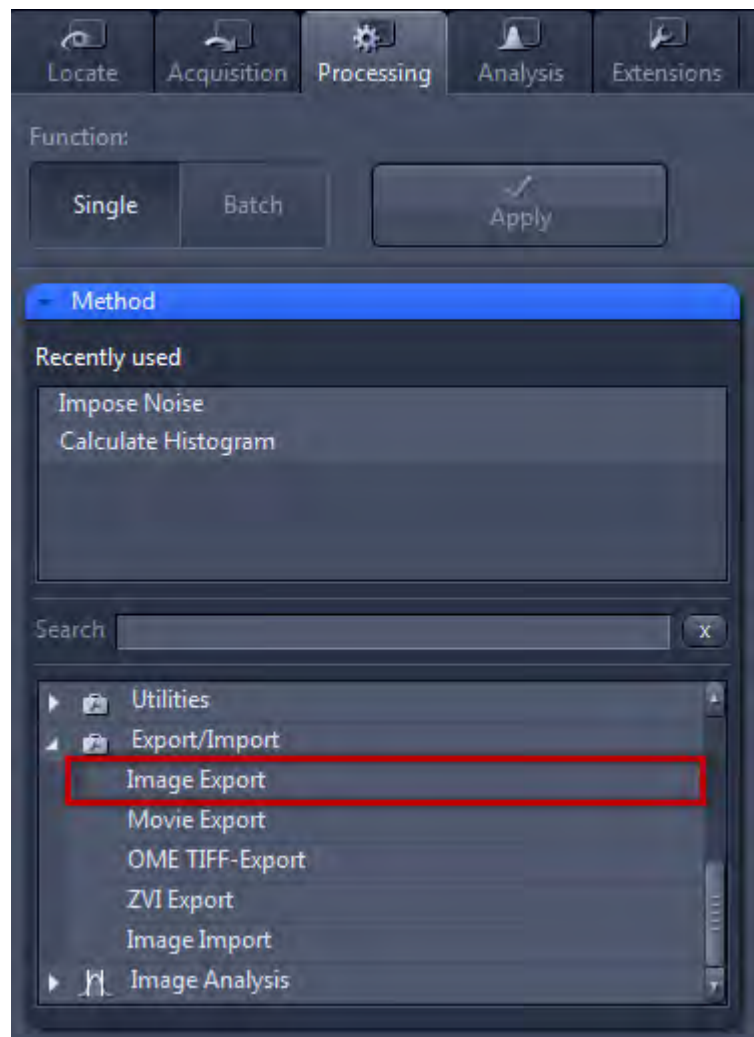 Locate Acquisition Processing Analysis Extensions
Function:
Single Batch Apply
Method
Recently used
Impose Noise
Calculate Histogram
Search x
Utilities
Export/Import
Image Export
Movie Export
OME TIFF-Export
ZVI Export
Image Import
Image Analysis